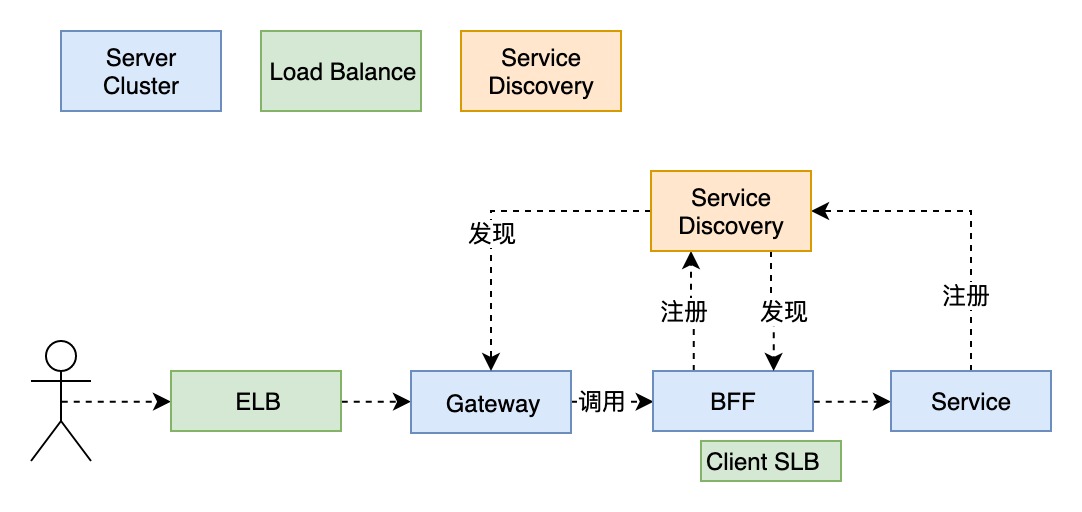 Server
Cluster
Load Balance
Service
Discovery
Service
Discovery
发现
注册
发现
注册
ELB
Gateway
调用
BFF
Service
Client SLB